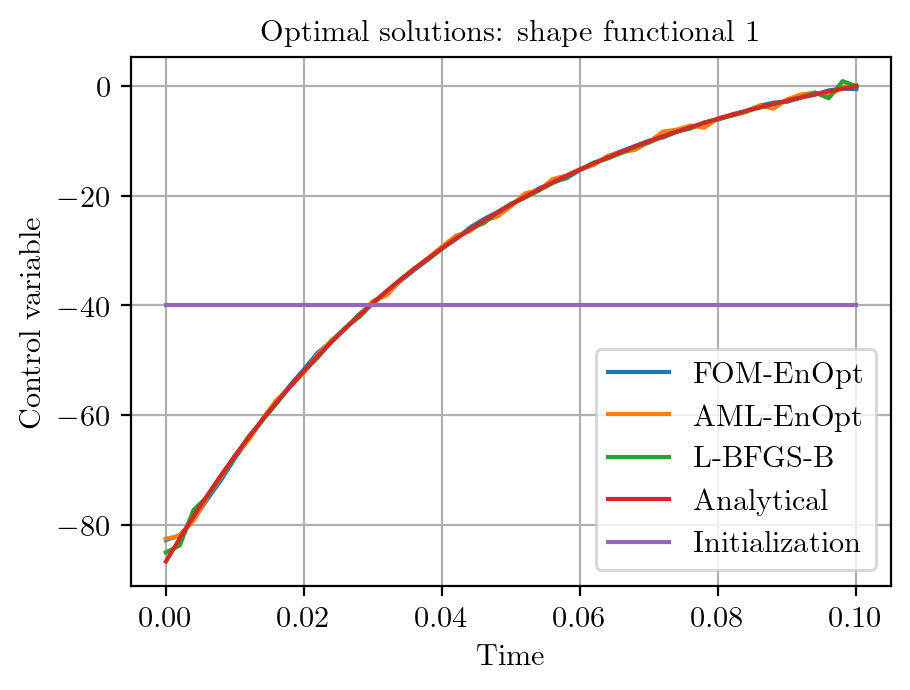 Optimal solutions: shape functional 1
Control variable
0
−20
−40
−60
−80
FOM-EnOpt
AML-EnOpt
L-BFGS-B
Analytical
Initialization
0.00 0.02 0.04 0.06 0.08 0.10
Time